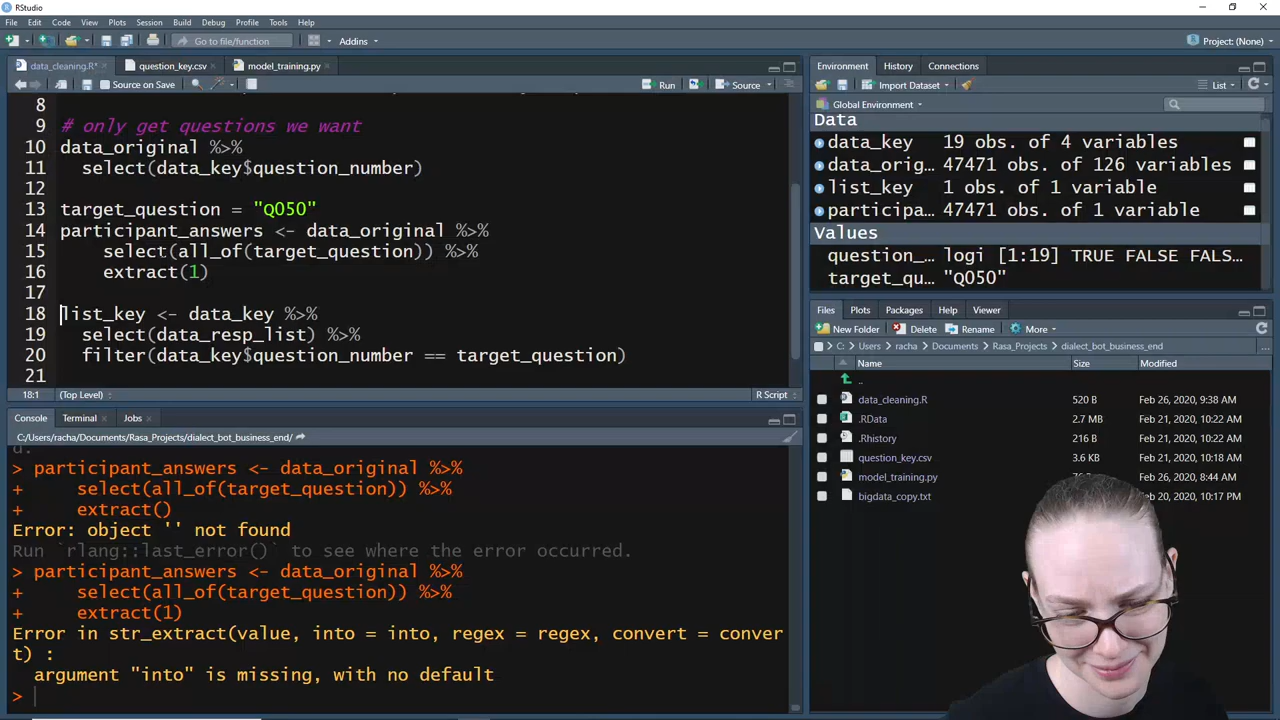 RStudio
File Edit Code View Plots Session Build Debug Profile Tools Help
Go to file/function Addins Project: (None)
data_cleaning.R* question_key.csv model_training.py
Source on Save Run Source
8
9 # only get questions we want
10 data_original %>%
11 select(data_key$question_number)
12
13 target_question = "Q050"
14 participant_answers <- data_original %>%
15 select(all_of(target_question)) %>%
16 extract(1)
17
18 list_key <- data_key %>%
19 select(data_resp_list) %>%
20 filter(data_key$question_number == target_question)
21
18:1 (Top Level) R Script
Console Terminal Jobs
C:/Users/racha/Documents/Rasa_Projects/dialect_bot_business_end/
> participant_answers <- data_original %>%
+ select(all_of(target_question)) %>%
+ extract()
Error: object '' not found
Run `rlang::last_error()` to see where the error occurred.
> participant_answers <- data_original %>%
+ select(all_of(target_question)) %>%
+ extract(1)
Error in str_extract(value, into = into, regex = regex, convert = conver
t) :
argument "into" is missing, with no default
>
Environment History Connections
Import Dataset List
Global Environment
Data
data_key 19 obs. of 4 variables
data_orig… 47471 obs. of 126 variables
list_key 1 obs. of 1 variable
participa… 47471 obs. of 1 variable
Values
question_… logi [1:19] TRUE FALSE FALS…
target_qu… "Q050"
Files Plots Packages Help Viewer
New Folder Delete Rename More
C: Users racha Documents Rasa_Projects dialect_bot_business_end ...
Name Size Modified
..
data_cleaning.R 520 B Feb 26, 2020, 9:38 AM
.RData 2.7 MB Feb 21, 2020, 10:22 AM
.Rhistory 216 B Feb 21, 2020, 10:22 AM
question_key.csv 3.6 KB Feb 21, 2020, 10:18 AM
model_training.py Feb 26, 2020, 8:44 AM
bigdata_copy.txt Feb 20, 2020, 10:17 PM